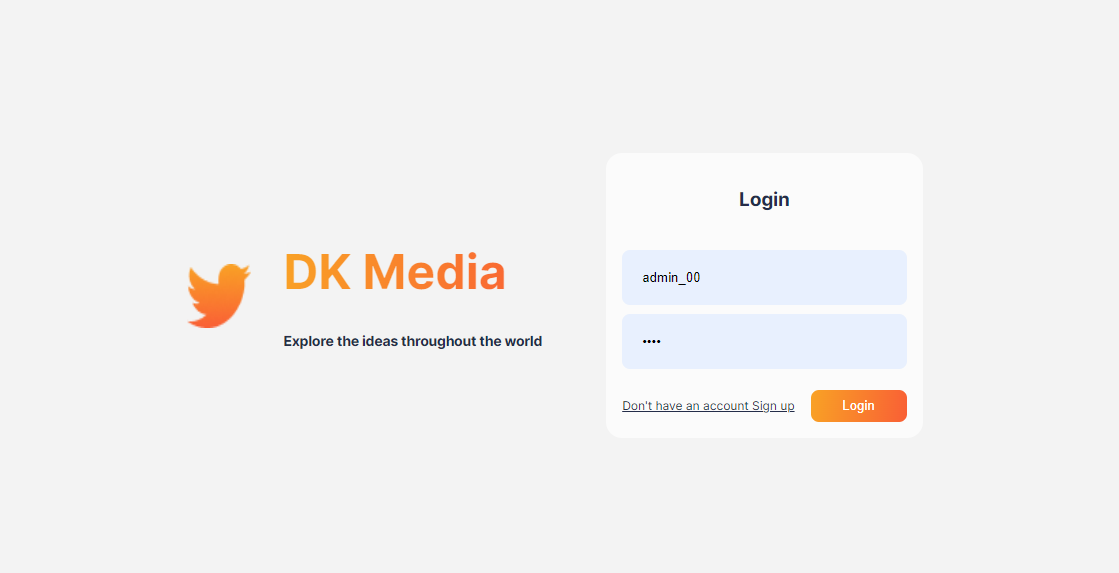 DK Media
Explore the ideas throughout the world
Login
admin_00
••••
Don't have an account Sign up
Login